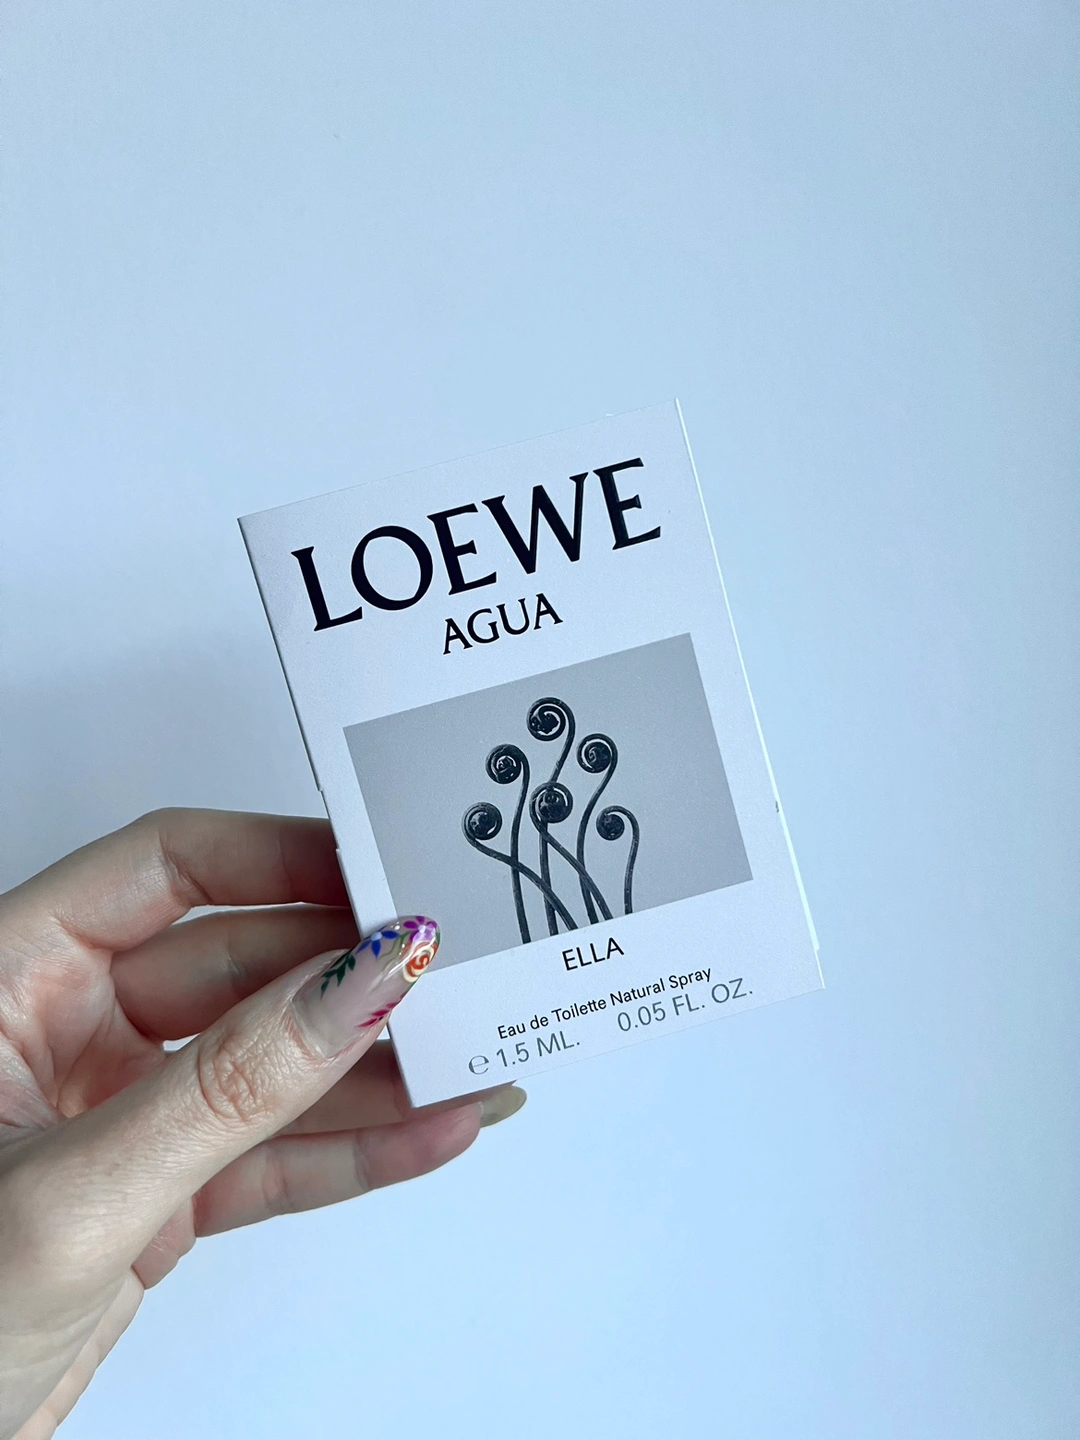 LOEWE
AGUA
ELLA
Eau de Toilette Natural Spray
℮ 1.5 ML. 0.05 FL. OZ.